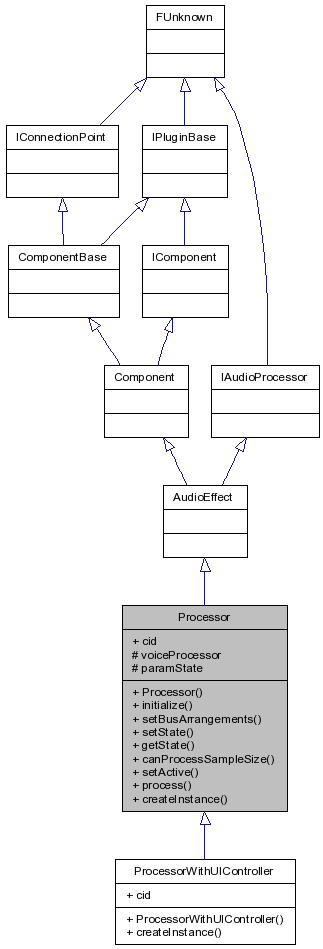 FUnknown
IConnectionPoint
IPluginBase
ComponentBase
IComponent
Component
IAudioProcessor
AudioEffect
Processor
+ cid
# voiceProcessor
# paramState
+ Processor()
+ initialize()
+ setBusArrangements()
+ setState()
+ getState()
+ canProcessSampleSize()
+ setActive()
+ process()
+ createInstance()
ProcessorWithUIController
+ cid
+ ProcessorWithUIController()
+ createInstance()